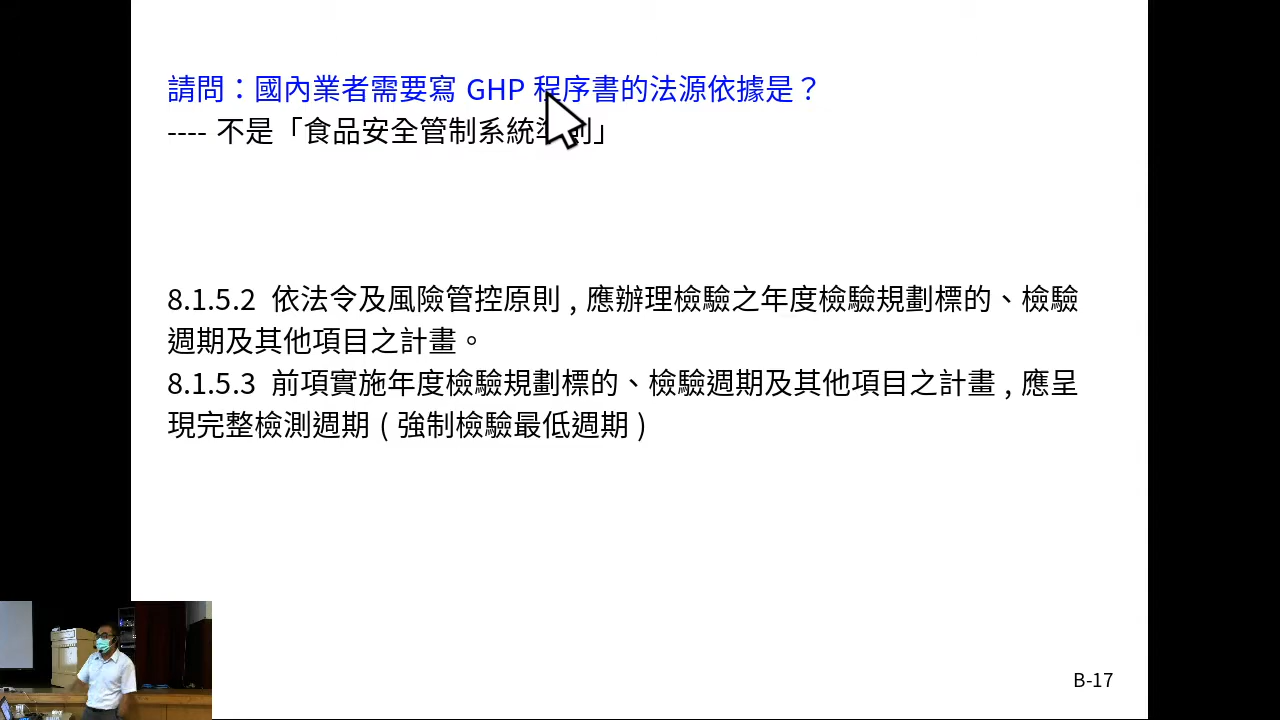 請問：國內業者需要寫 GHP 程序書的法源依據是？
---- 不是「食品安全管制系統準則」
8.1.5.2 依法令及風險管控原則 , 應辦理檢驗之年度檢驗規劃標的、檢驗
週期及其他項目之計畫。
8.1.5.3 前項實施年度檢驗規劃標的、檢驗週期及其他項目之計畫 , 應呈
現完整檢測週期 ( 強制檢驗最低週期 )
B-17